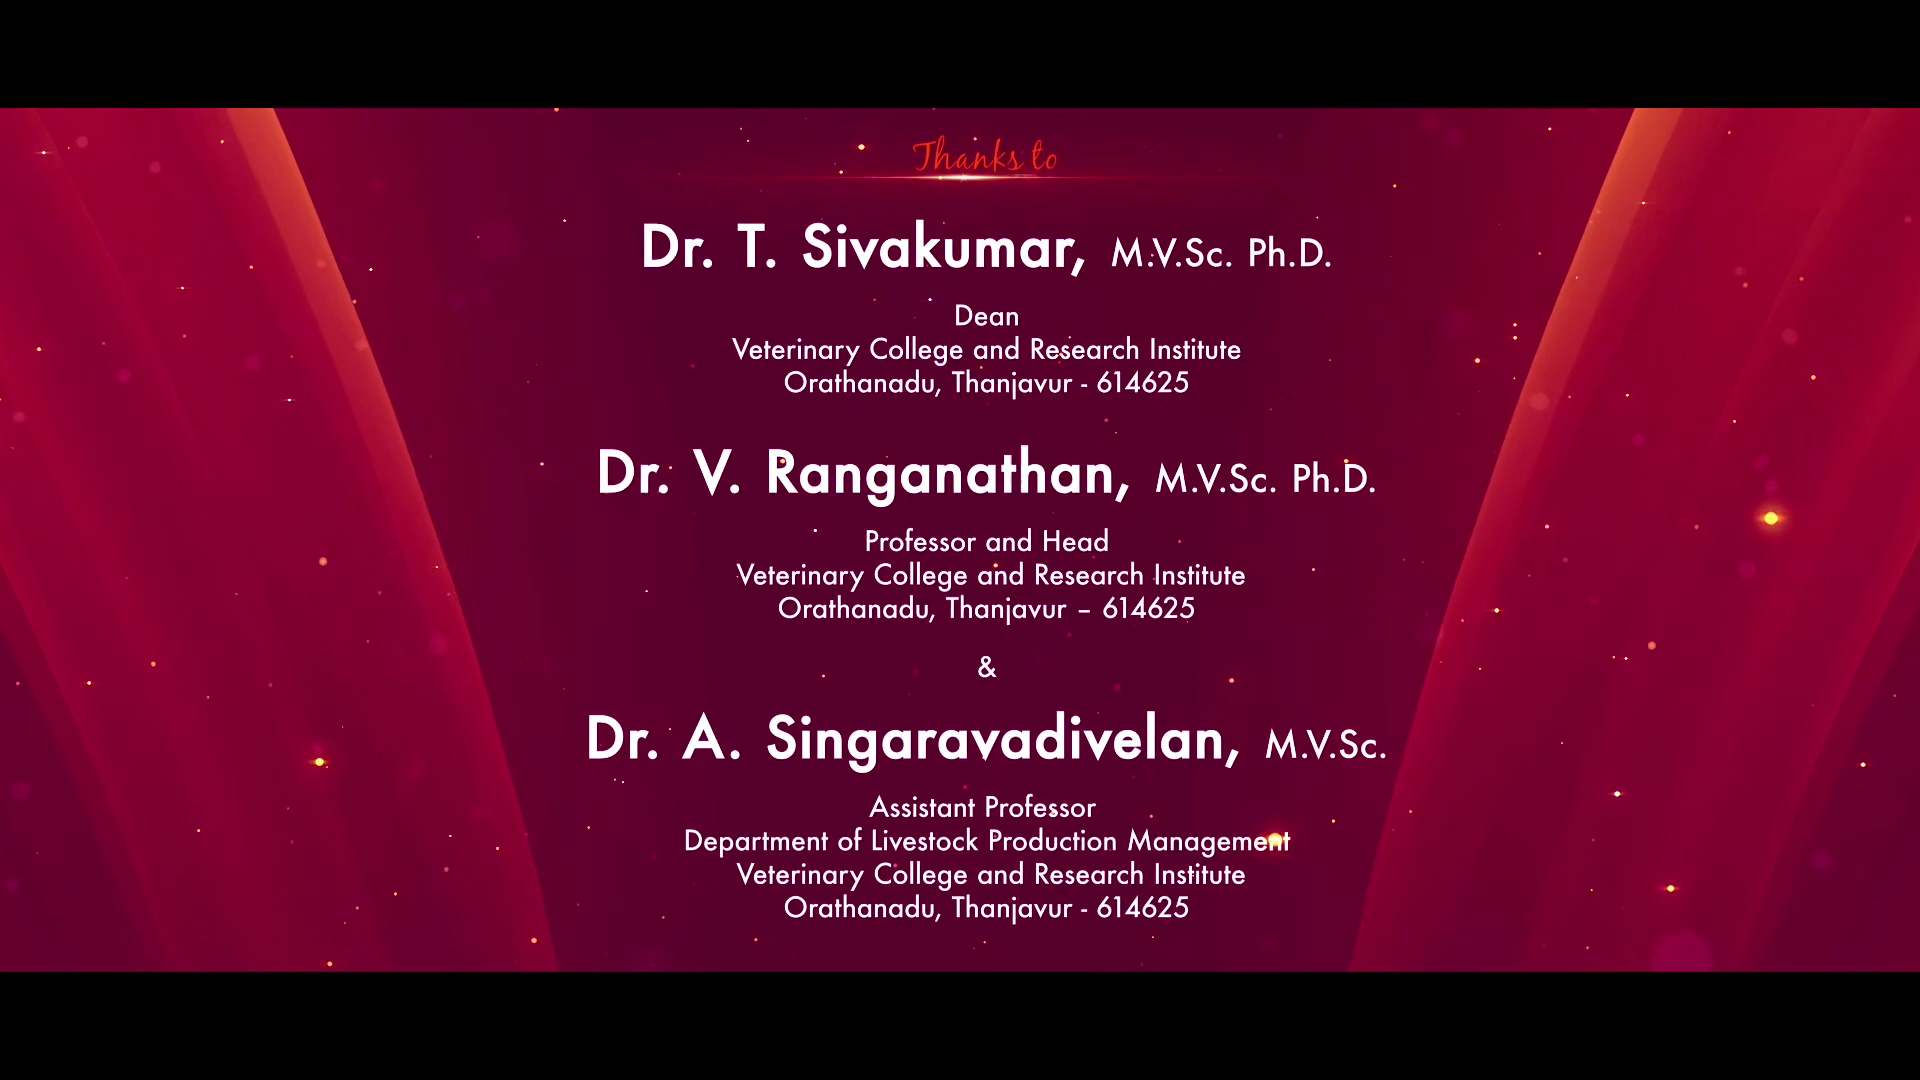 Thanks to
Dr. T. Sivakumar, M.V.Sc. Ph.D.
Dean
Veterinary College and Research Institute
Orathanadu, Thanjavur - 614625
Dr. V. Ranganathan, M.V.Sc. Ph.D.
Professor and Head
Veterinary College and Research Institute
Orathanadu, Thanjavur – 614625
&
Dr. A. Singaravadivelan, M.V.Sc.
Assistant Professor
Department of Livestock Production Management
Veterinary College and Research Institute
Orathanadu, Thanjavur - 614625